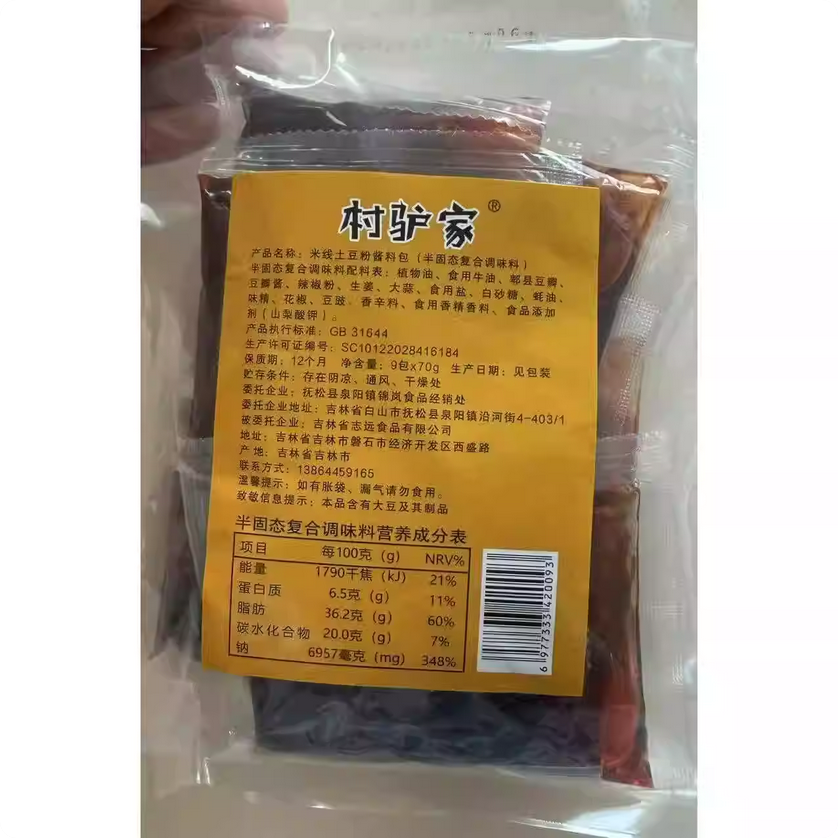 村驴家®
产品名称：米线土豆粉酱料包（半固态复合调味料）
半固态复合调味料配料表：植物油、食用牛油、郫县豆瓣、
豆瓣酱、辣椒粉、生姜、大蒜、食用盐、白砂糖、蚝油、
味精、花椒、豆豉、香辛料、食用香精香料、食品添加
剂（山梨酸钾）。
产品执行标准：GB 31644
生产许可证编号：SC10122028416184
保质期：12个月 净含量：9包x70g 生产日期：见包装
贮存条件：存在阴凉、通风、干燥处
委托企业：抚松县泉阳镇锦岚食品经销处
委托企业地址：吉林省白山市抚松县泉阳镇沿河街4-403/1
被委托企业：吉林省志远食品有限公司
地址：吉林省吉林市磐石市经济开发区西盛路
产 地：吉林省吉林市
联系方式：13864459165
温馨提示：如有胀袋、漏气请勿食用。
致敏信息提示：本品含有大豆及其制品
半固态复合调味料营养成分表
项目 每100克（g） NRV%
能量 1790千焦（kJ） 21%
蛋白质 6.5克（g） 11%
脂肪 36.2克（g） 60%
碳水化合物 20.0克（g） 7%
钠 6957毫克（mg） 348%
6 977333 420093